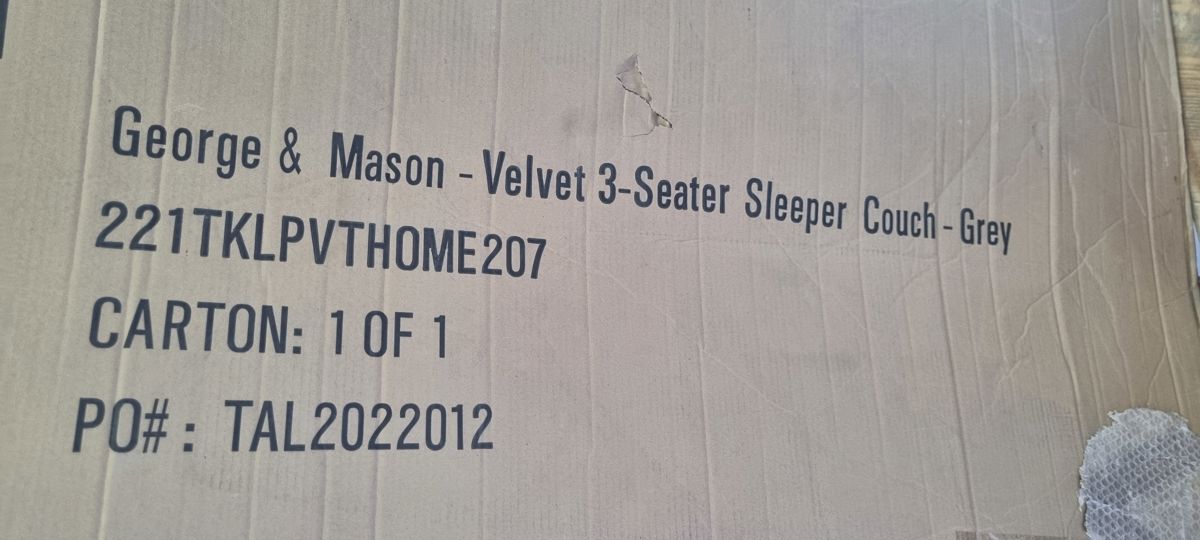 George & Mason - Velvet 3-Seater Sleeper Couch - Grey
221TKLPVTHOME207
CARTON: 1 OF 1
PO# : TAL2022012